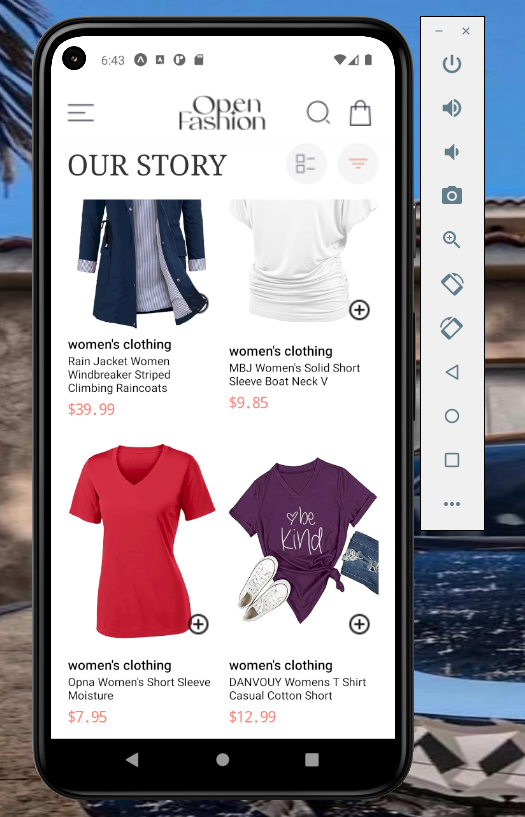 6:43
Open
Fashion
OUR STORY
women's clothing
Rain Jacket Women
Windbreaker Striped
Climbing Raincoats
$39.99
women's clothing
MBJ Women's Solid Short
Sleeve Boat Neck V
$9.85
be
kind
women's clothing
Opna Women's Short Sleeve
Moisture
$7.95
women's clothing
DANVOUY Womens T Shirt
Casual Cotton Short
$12.99